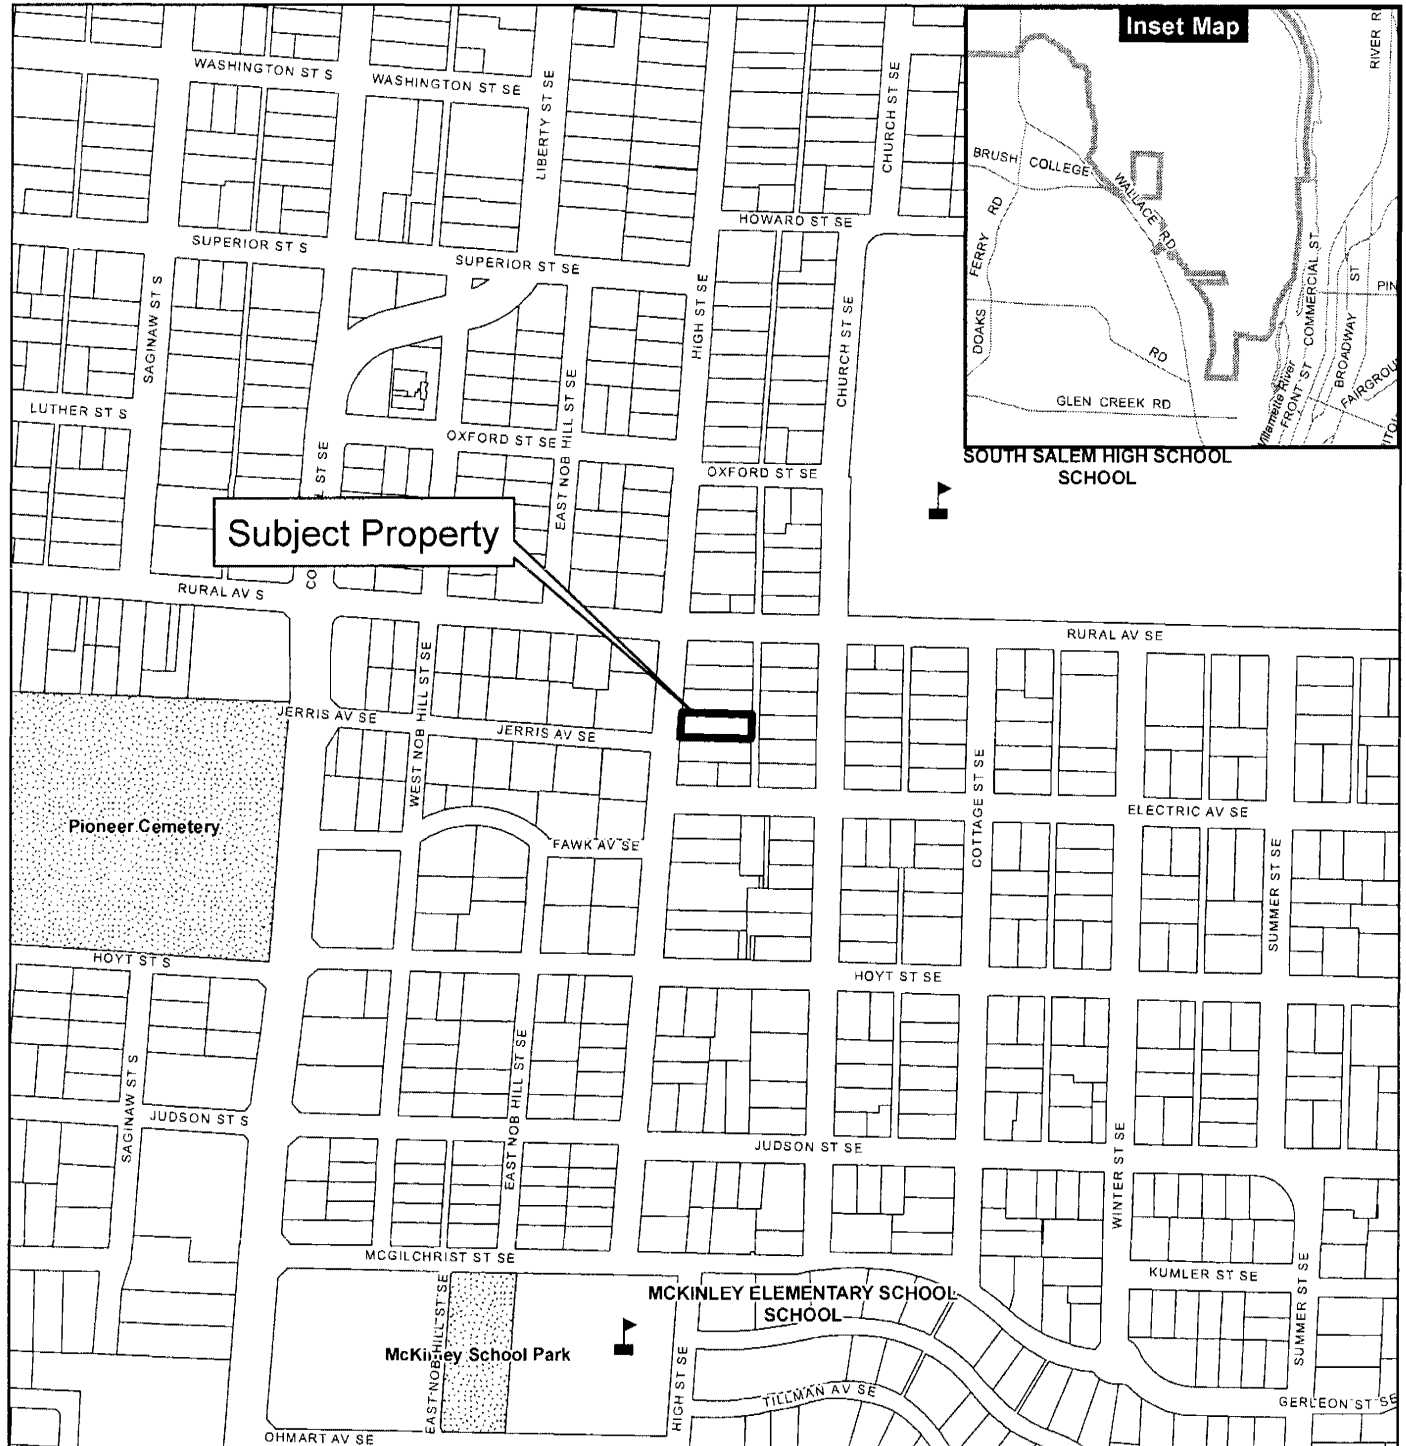 Inset Map
RIVER R
BRUSH COLLEGE
WALLACE RD
DOAKS FERRY RD
RD
GLEN CREEK RD
Willamette River
FRONT ST
COMMERCIAL ST
BROADWAY ST
PIN
FAIRGROU
ITOL
WASHINGTON ST S
WASHINGTON ST SE
LIBERTY ST SE
CHURCH ST SE
HOWARD ST SE
SUPERIOR ST S
SUPERIOR ST SE
SAGINAW ST S
HIGH ST SE
CHURCH ST SE
LUTHER ST S
OXFORD ST SE
EAST NOB HILL ST SE
OXFORD ST SE
SOUTH SALEM HIGH SCHOOL
SCHOOL
CO
L ST SE
Subject Property
RURAL AV S
RURAL AV SE
WEST NOB HILL ST SE
JERRIS AV SE
JERRIS AV SE
COTTAGE ST SE
ELECTRIC AV SE
Pioneer Cemetery
FAWK AV SE
SUMMER ST SE
HOYT ST S
HOYT ST SE
SAGINAW ST S
EAST NOB HILL ST SE
JUDSON ST S
JUDSON ST SE
WINTER ST SE
MCGILCHRIST ST SE
KUMLER ST SE
SUMMER ST SE
MCKINLEY ELEMENTARY SCHOOL
SCHOOL
McKinley School Park
EAST NOB HILL ST SE
HIGH ST SE
TILLMAN AV SE
GERLEON ST SE
OHMART AV SE